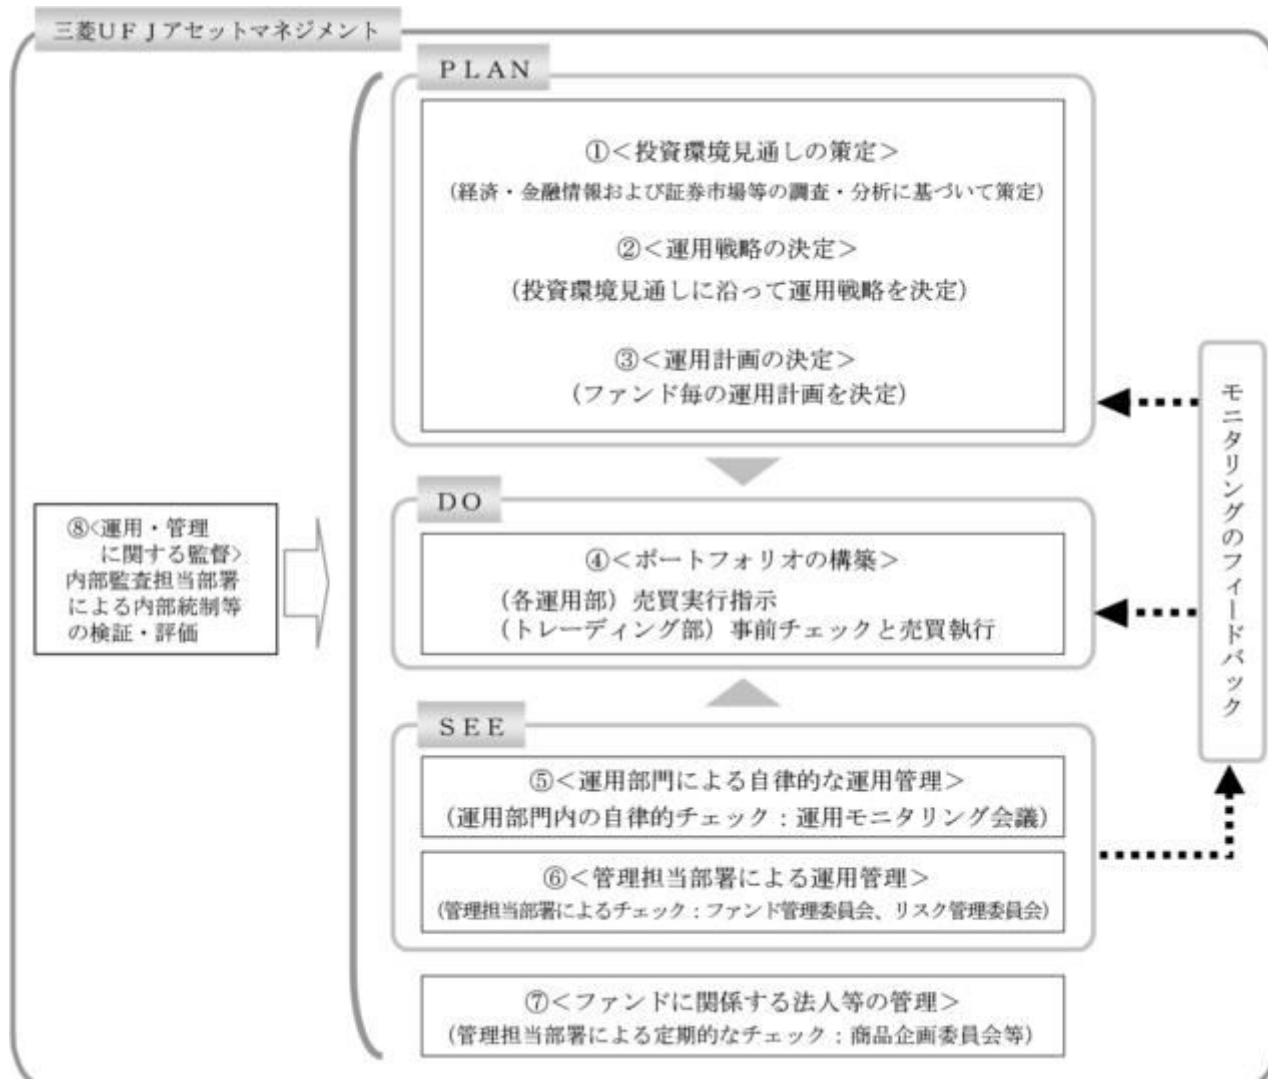 三菱ＵＦＪアセットマネジメント
ＰＬＡＮ
①＜投資環境見通しの策定＞
（経済・金融情報および証券市場等の調査・分析に基づいて策定）
②＜運用戦略の決定＞
（投資環境見通しに沿って運用戦略を決定）
③＜運用計画の決定＞
（ファンド毎の運用計画を決定）
ＤＯ
④＜ポートフォリオの構築＞
（各運用部）売買実行指示
（トレーディング部）事前チェックと売買執行
ＳＥＥ
⑤＜運用部門による自律的な運用管理＞
（運用部門内の自律的チェック：運用モニタリング会議）
⑥＜管理担当部署による運用管理＞
（管理担当部署によるチェック：ファンド管理委員会、リスク管理委員会）
⑦＜ファンドに関係する法人等の管理＞
（管理担当部署による定期的なチェック：商品企画委員会等）
⑧<運用・管理
に関する監督>
内部監査担当部署
による内部統制等
の検証・評価
モニタリングのフィードバック